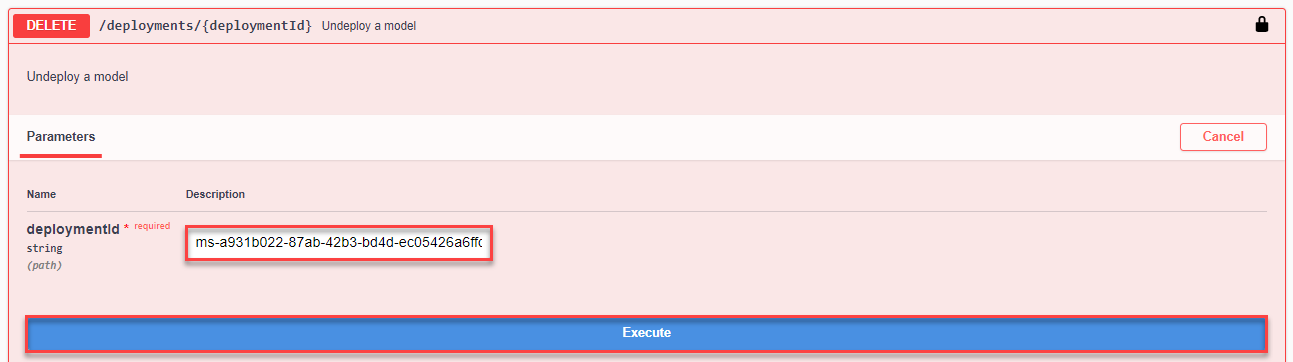 DELETE /deployments/{deploymentId} Undeploy a model
Undeploy a model
Parameters Cancel
Name Description
deploymentId * required
string
(path)
ms-a931b022-87ab-42b3-bd4d-ec05426a6ffc
Execute